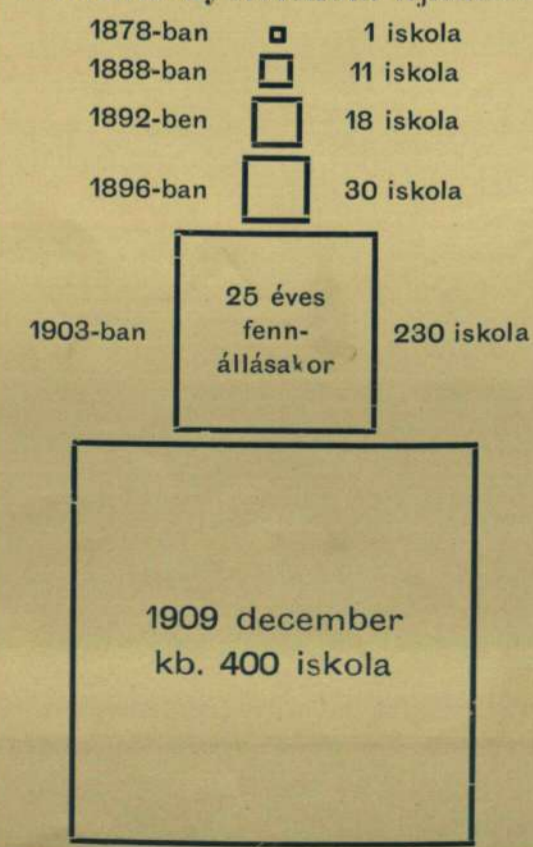 1878-ban 1 iskola
1888-ban 11 iskola
1892-ben 18 iskola
1896-ban 30 iskola
25 éves
1903-ban fenn- 230 iskola
állásakor
1909 december
kb. 400 iskola